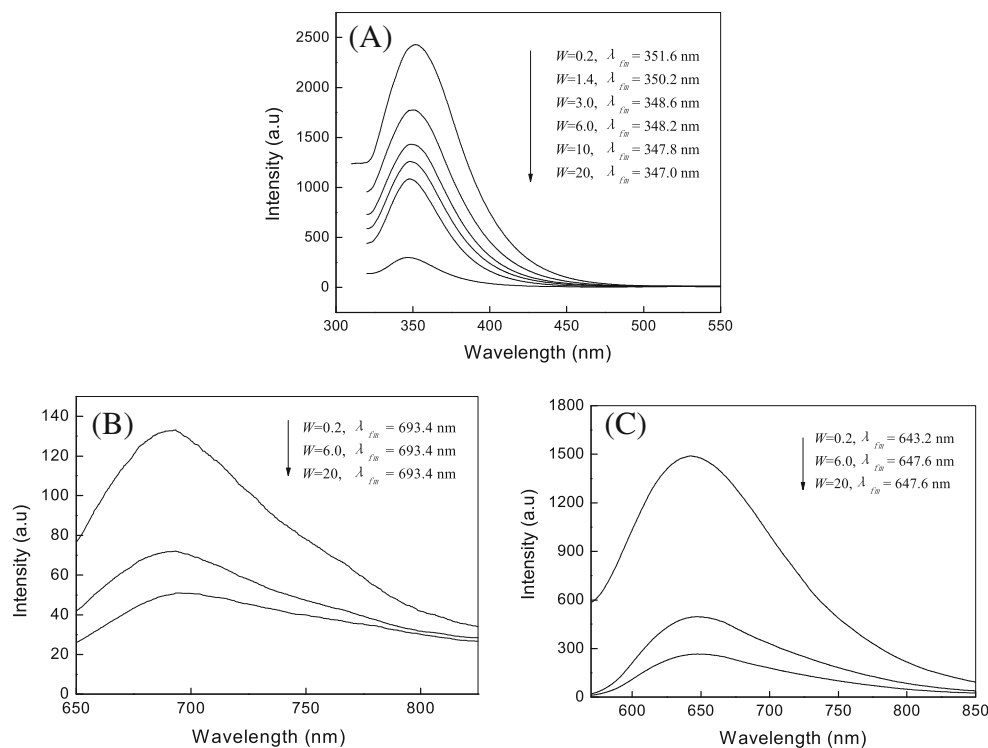 (A)
Intensity (a.u)
2500
2000
1500
1000
500
0
W=0.2, λfm = 351.6 nm
W=1.4, λfm = 350.2 nm
W=3.0, λfm = 348.6 nm
W=6.0, λfm = 348.2 nm
W=10, λfm = 347.8 nm
W=20, λfm = 347.0 nm
300 350 400 450 500 550
Wavelength (nm)
(B)
Intensity (a.u)
140
120
100
80
60
40
20
0
W=0.2, λfm = 693.4 nm
W=6.0, λfm = 693.4 nm
W=20, λfm = 693.4 nm
650 700 750 800
Wavelength (nm)
(C)
Intensity (a.u)
1800
1500
1200
900
600
300
0
W=0.2, λfm = 643.2 nm
W=6.0, λfm = 647.6 nm
W=20, λfm = 647.6 nm
600 650 700 750 800 850
Wavelength (nm)